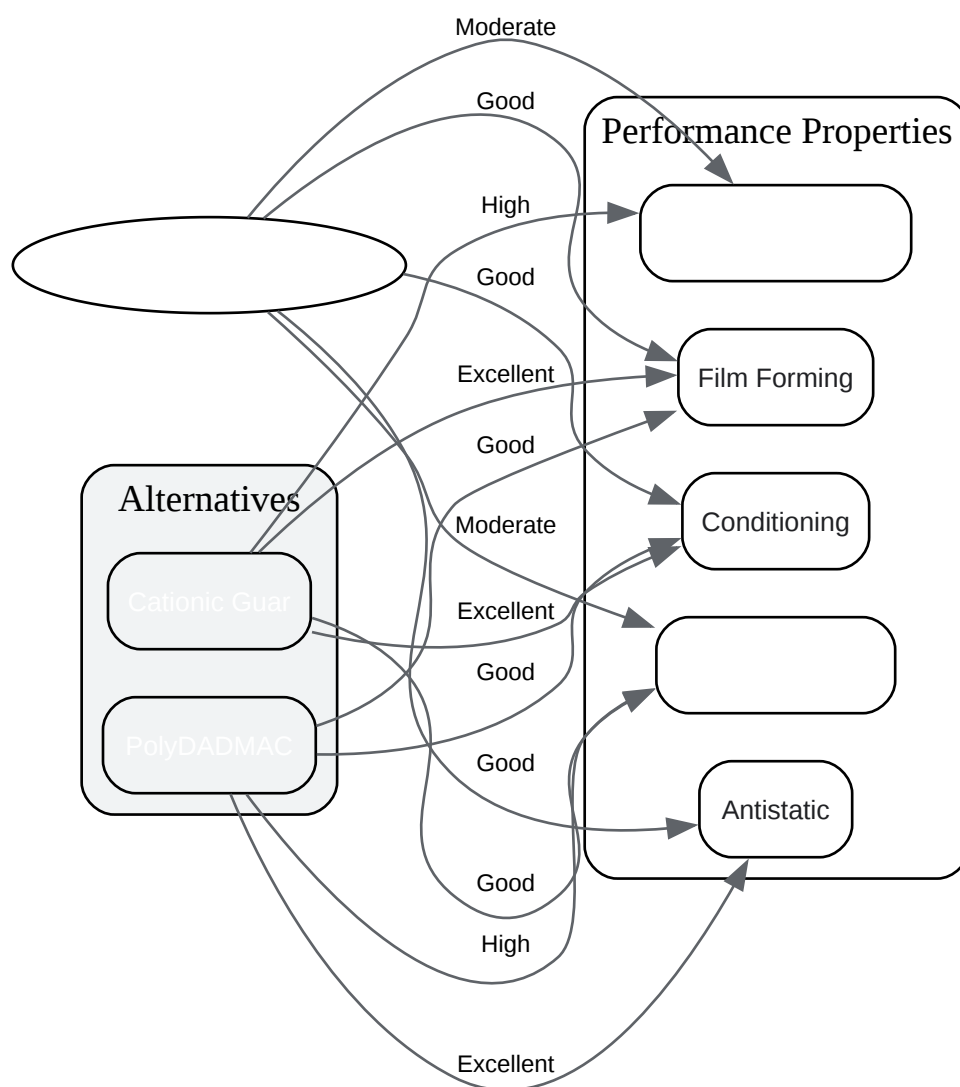 Moderate
Good
Performance Properties
High
Good
Film Forming
Excellent
Good
Alternatives
Conditioning
Moderate
Cationic Guar
Excellent
Good
PolyDADMAC
Good
Antistatic
Good
High
Excellent